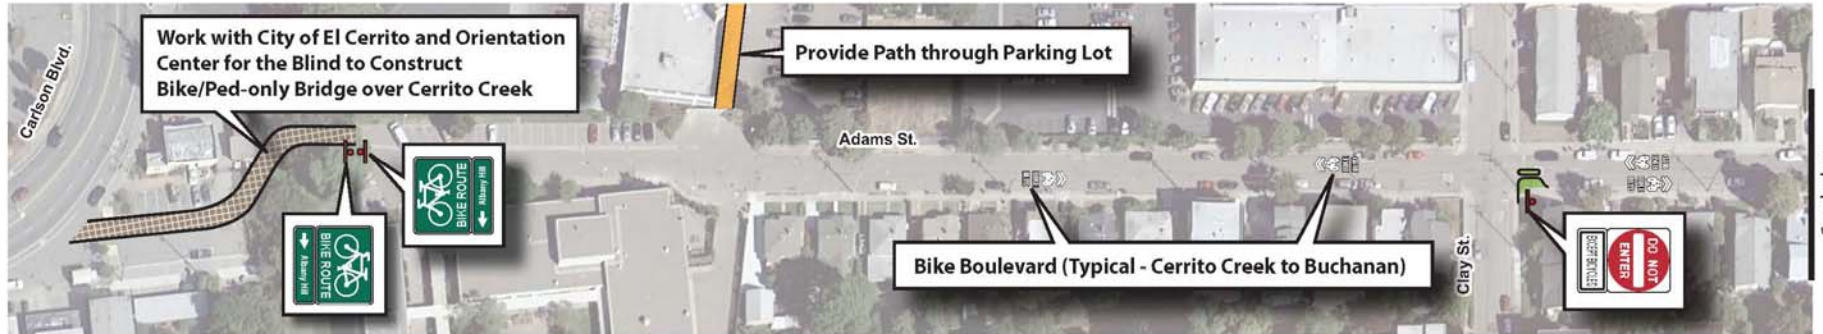 Carlson Blvd.
Work with City of El Cerrito and Orientation
Center for the Blind to Construct
Bike/Ped-only Bridge over Cerrito Creek
Provide Path through Parking Lot
Adams St.
BIKE ROUTE
Albany Hill
BIKE ROUTE
Albany Hill
Bike Boulevard (Typical - Cerrito Creek to Buchanan)
Clay St.
DO NOT
ENTER
EXCEPT BICYCLES